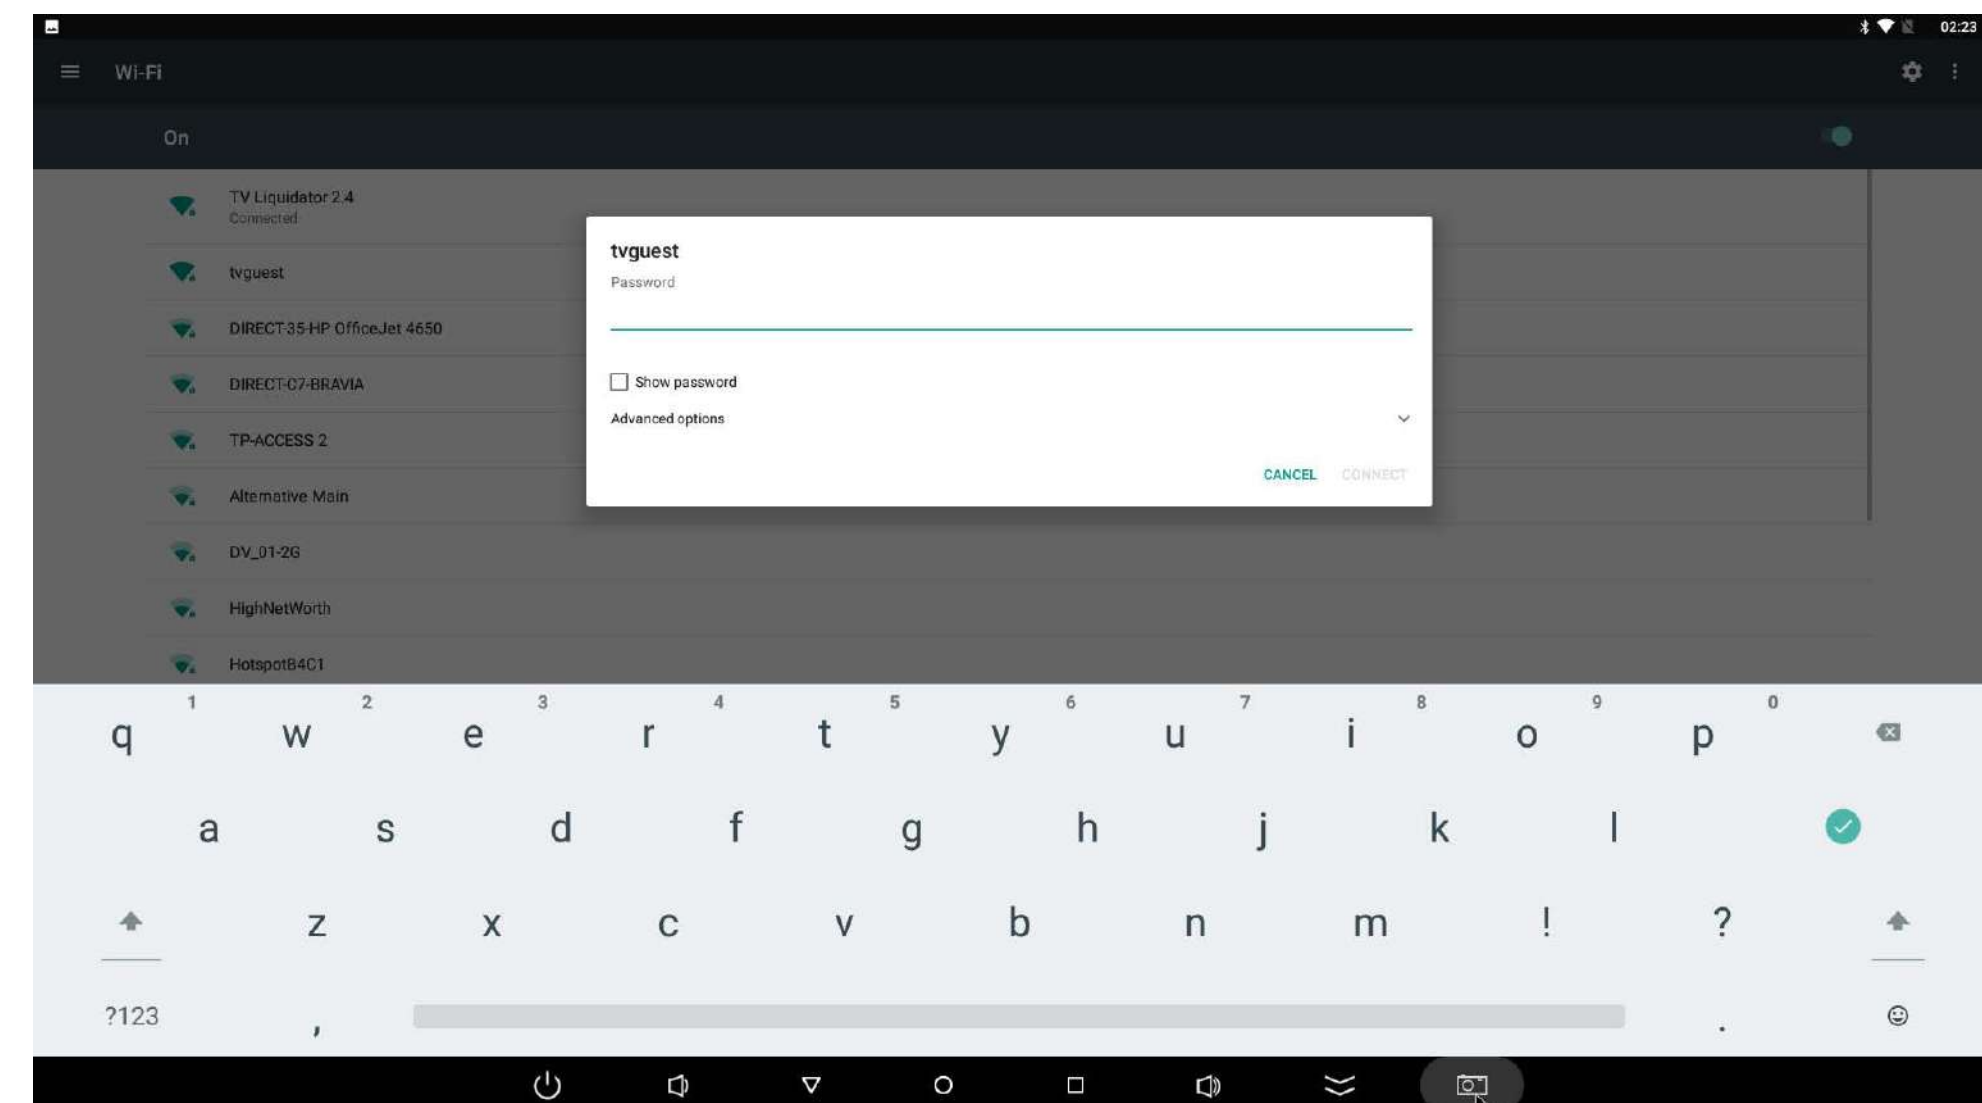 02:23
Wi-Fi
On
TV Liquidator 2.4
Connected
tvguest
DIRECT-35-HP OfficeJet 4650
DIRECT-C7-BRAVIA
TP-ACCESS 2
Alternative Main
DV_01-2G
HighNetWorth
HotspotB4C1
tvguest
Password
Show password
Advanced options
CANCEL CONNECT
1 2 3 4 5 6 7 8 9 0
q w e r t y u i o p
a s d f g h j k l
z x c v b n m ! ?
?123 , .